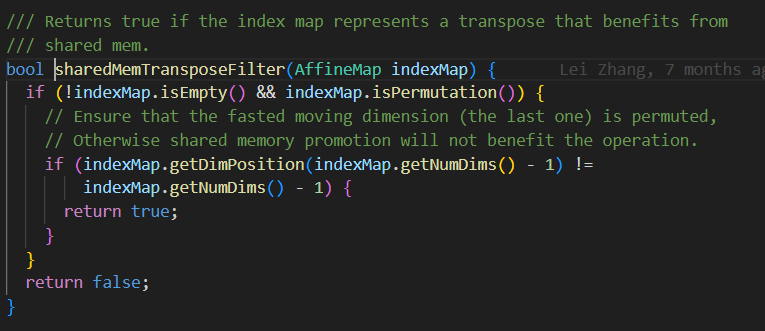 /// Returns true if the index map represents a transpose that benefits from
/// shared mem.
bool sharedMemTransposeFilter(AffineMap indexMap) {     Lei Zhang, 7 months ag
  if (!indexMap.isEmpty() && indexMap.isPermutation()) {
    // Ensure that the fasted moving dimension (the last one) is permuted,
    // Otherwise shared memory promotion will not benefit the operation.
    if (indexMap.getDimPosition(indexMap.getNumDims() - 1) !=
        indexMap.getNumDims() - 1) {
      return true;
    }
  }
  return false;
}